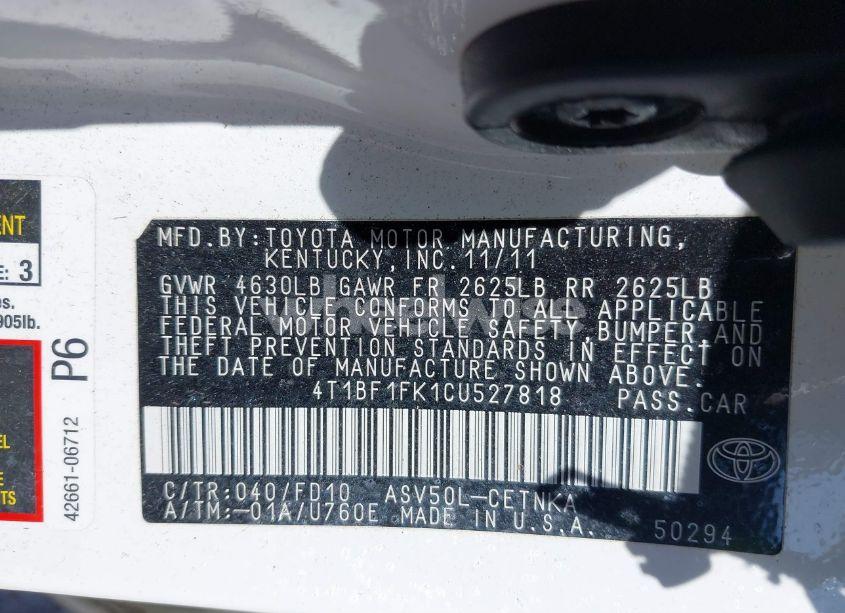 ENT
E: 3
s.
905lb.
P6
EL
E
TS
42661-06712
MFD.BY:TOYOTA MOTOR MANUFACTURING,
KENTUCKY,INC.11/11
GVWR 4630LB GAWR FR 2625LB RR 2625LB
THIS VEHICLE CONFORMS TO ALL APPLICABLE
FEDERAL MOTOR VEHICLE SAFETY,BUMPER,AND
THEFT PREVENTION STANDARDS IN EFFECT ON
THE DATE OF MANUFACTURE SHOWN ABOVE.
4T1BF1FK1CU527818 PASS.CAR
C/TR:040/FD10 ASV50L-CETNKA
A/TM:-01A/U760E MADE IN U.S.A.
50294